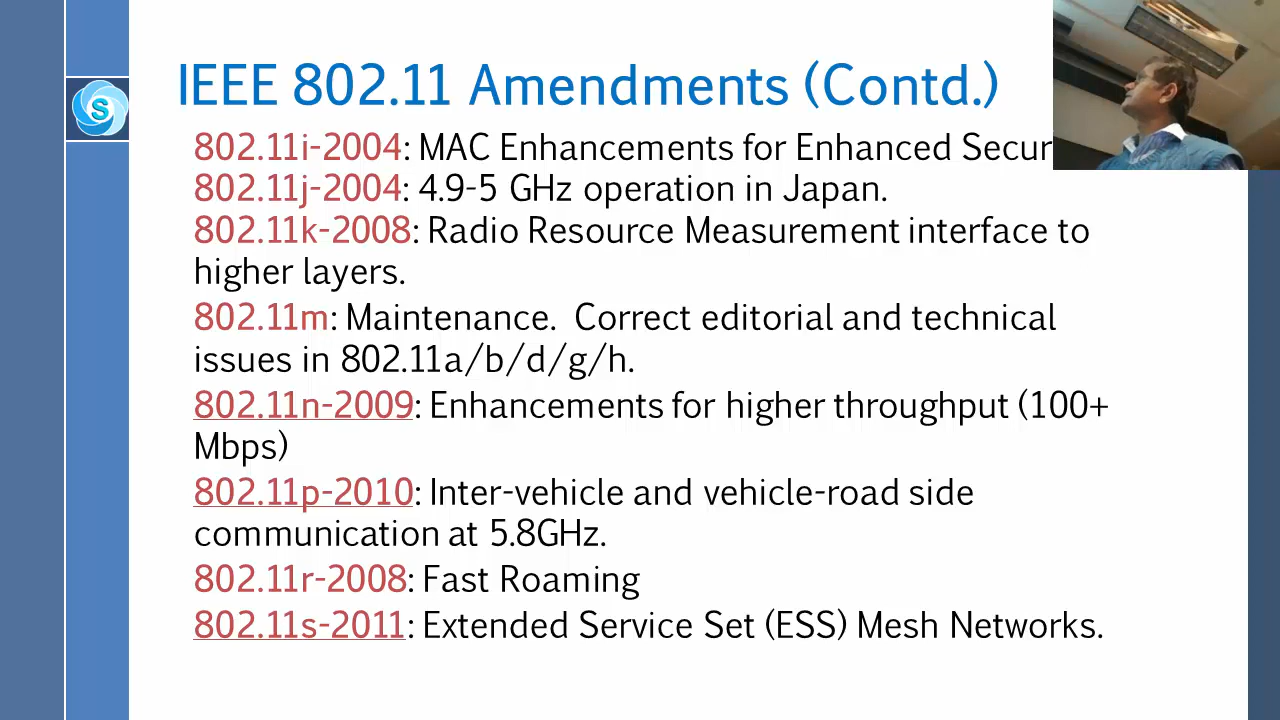 IEEE 802.11 Amendments (Contd.)
802.11i-2004: MAC Enhancements for Enhanced
802.11j-2004: 4.9-5 GHz operation in Japan.
802.11k-2008: Radio Resource Measurement interface to
higher layers.
802.11m: Maintenance. Correct editorial and technical
issues in 802.11a/b/d/g/h.
802.11n-2009: Enhancements for higher throughput (100+
Mbps)
802.11p-2010: Inter-vehicle and vehicle-road side
communication at 5.8GHz.
802.11r-2008: Fast Roaming
802.11s-2011: Extended Service Set (ESS) Mesh Networks.
S